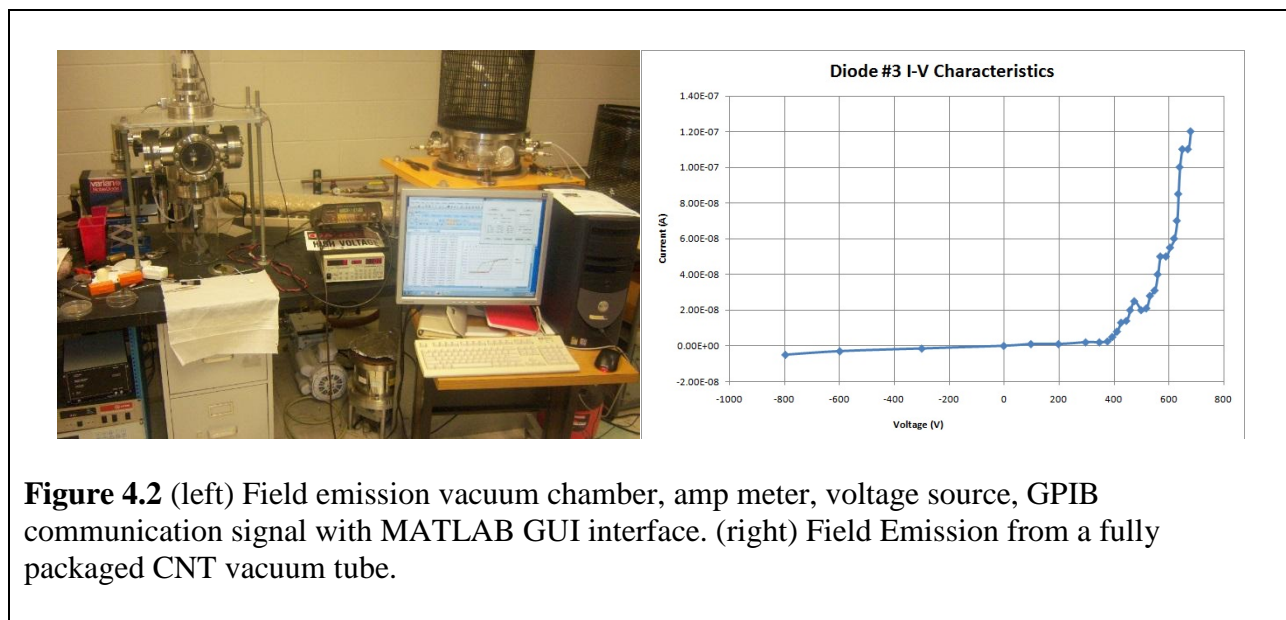 varian
HIGH VOLTAGE
Diode #3 I-V Characteristics
1.40E-07
1.20E-07
1.00E-07
8.00E-08
6.00E-08
4.00E-08
2.00E-08
0.00E+00
-2.00E-08
Current (A)
-1000 -800 -600 -400 -200 0 200 400 600 800
Voltage (V)
Figure 4.2 (left) Field emission vacuum chamber, amp meter, voltage source, GPIB
communication signal with MATLAB GUI interface. (right) Field Emission from a fully
packaged CNT vacuum tube.